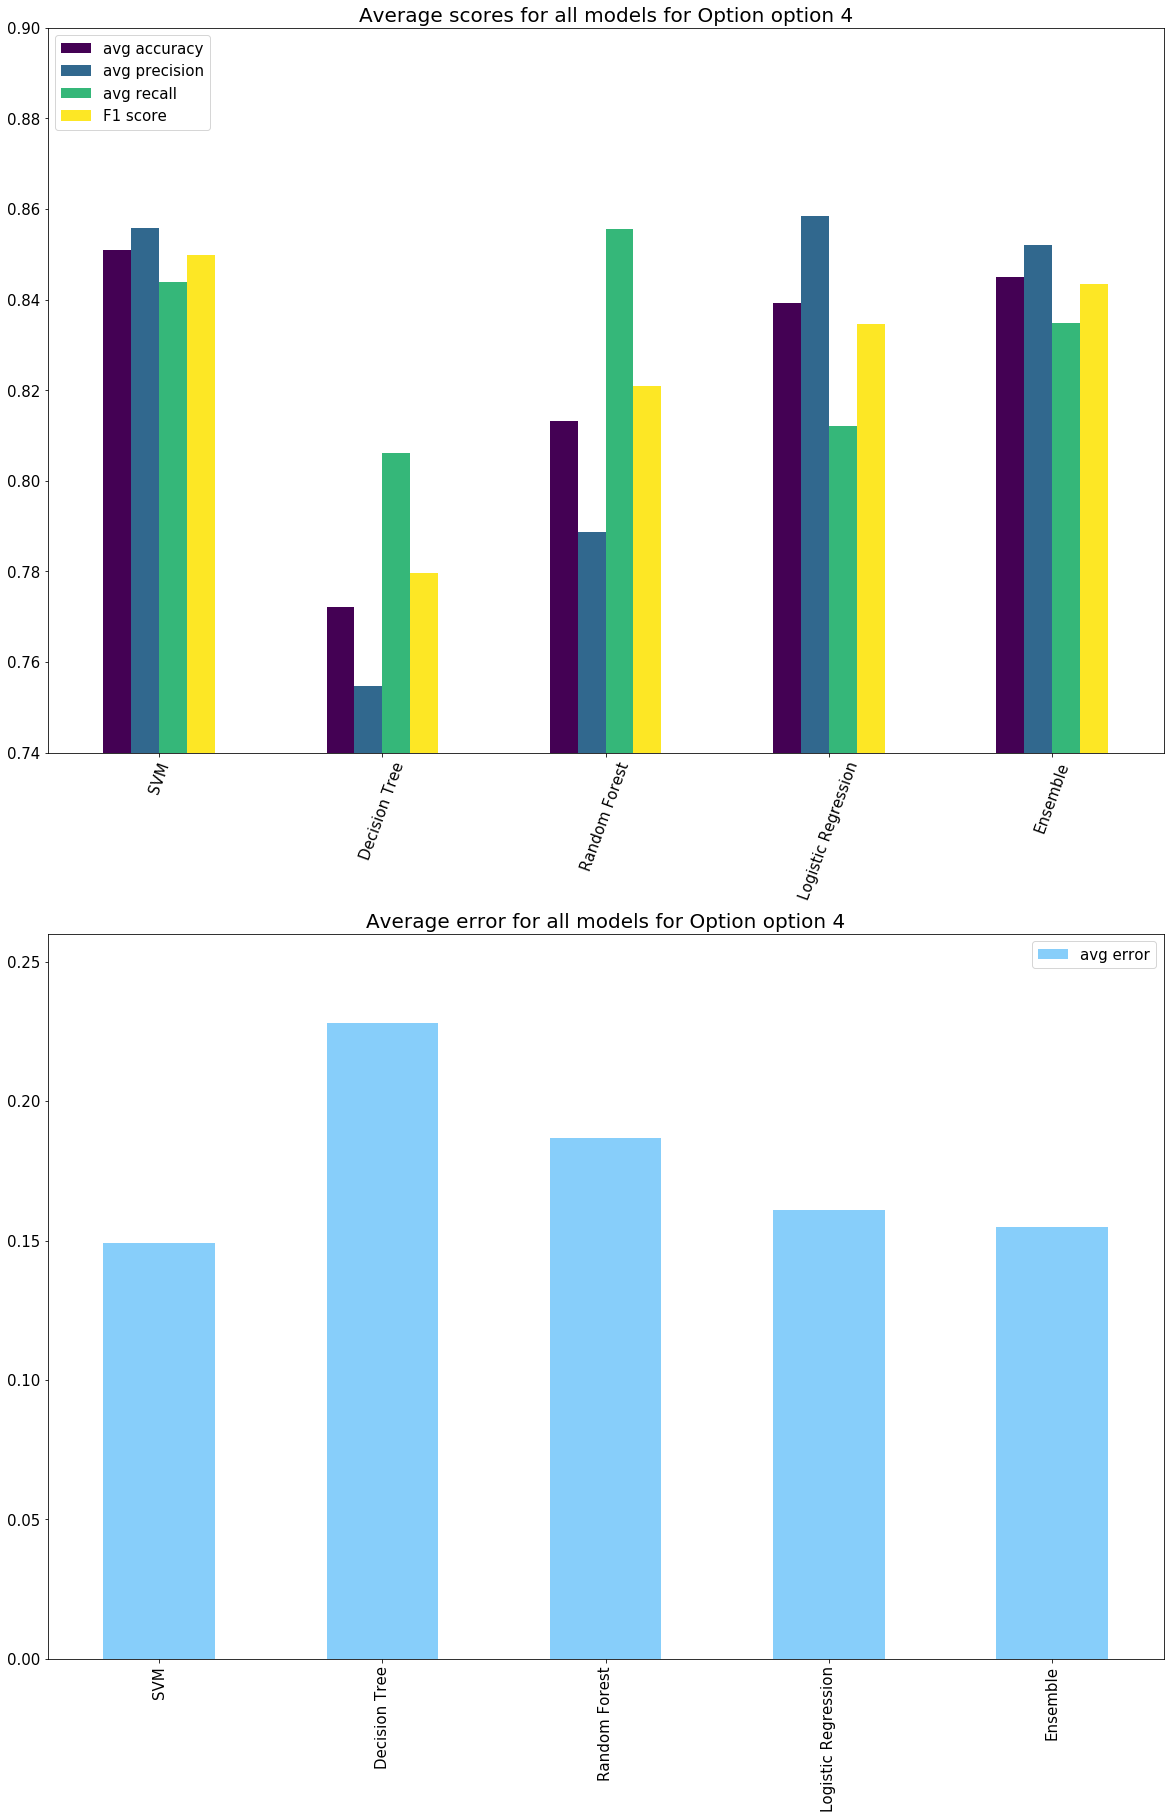 Average scores for all models for Option option 4
0.90
0.88
0.86
0.84
0.82
0.80
0.78
0.76
0.74
avg accuracy
avg precision
avg recall
F1 score
SVM
Decision Tree
Random Forest
Logistic Regression
Ensemble
Average error for all models for Option option 4
0.25
0.20
0.15
0.10
0.05
0.00
avg error
SVM
Decision Tree
Random Forest
Logistic Regression
Ensemble